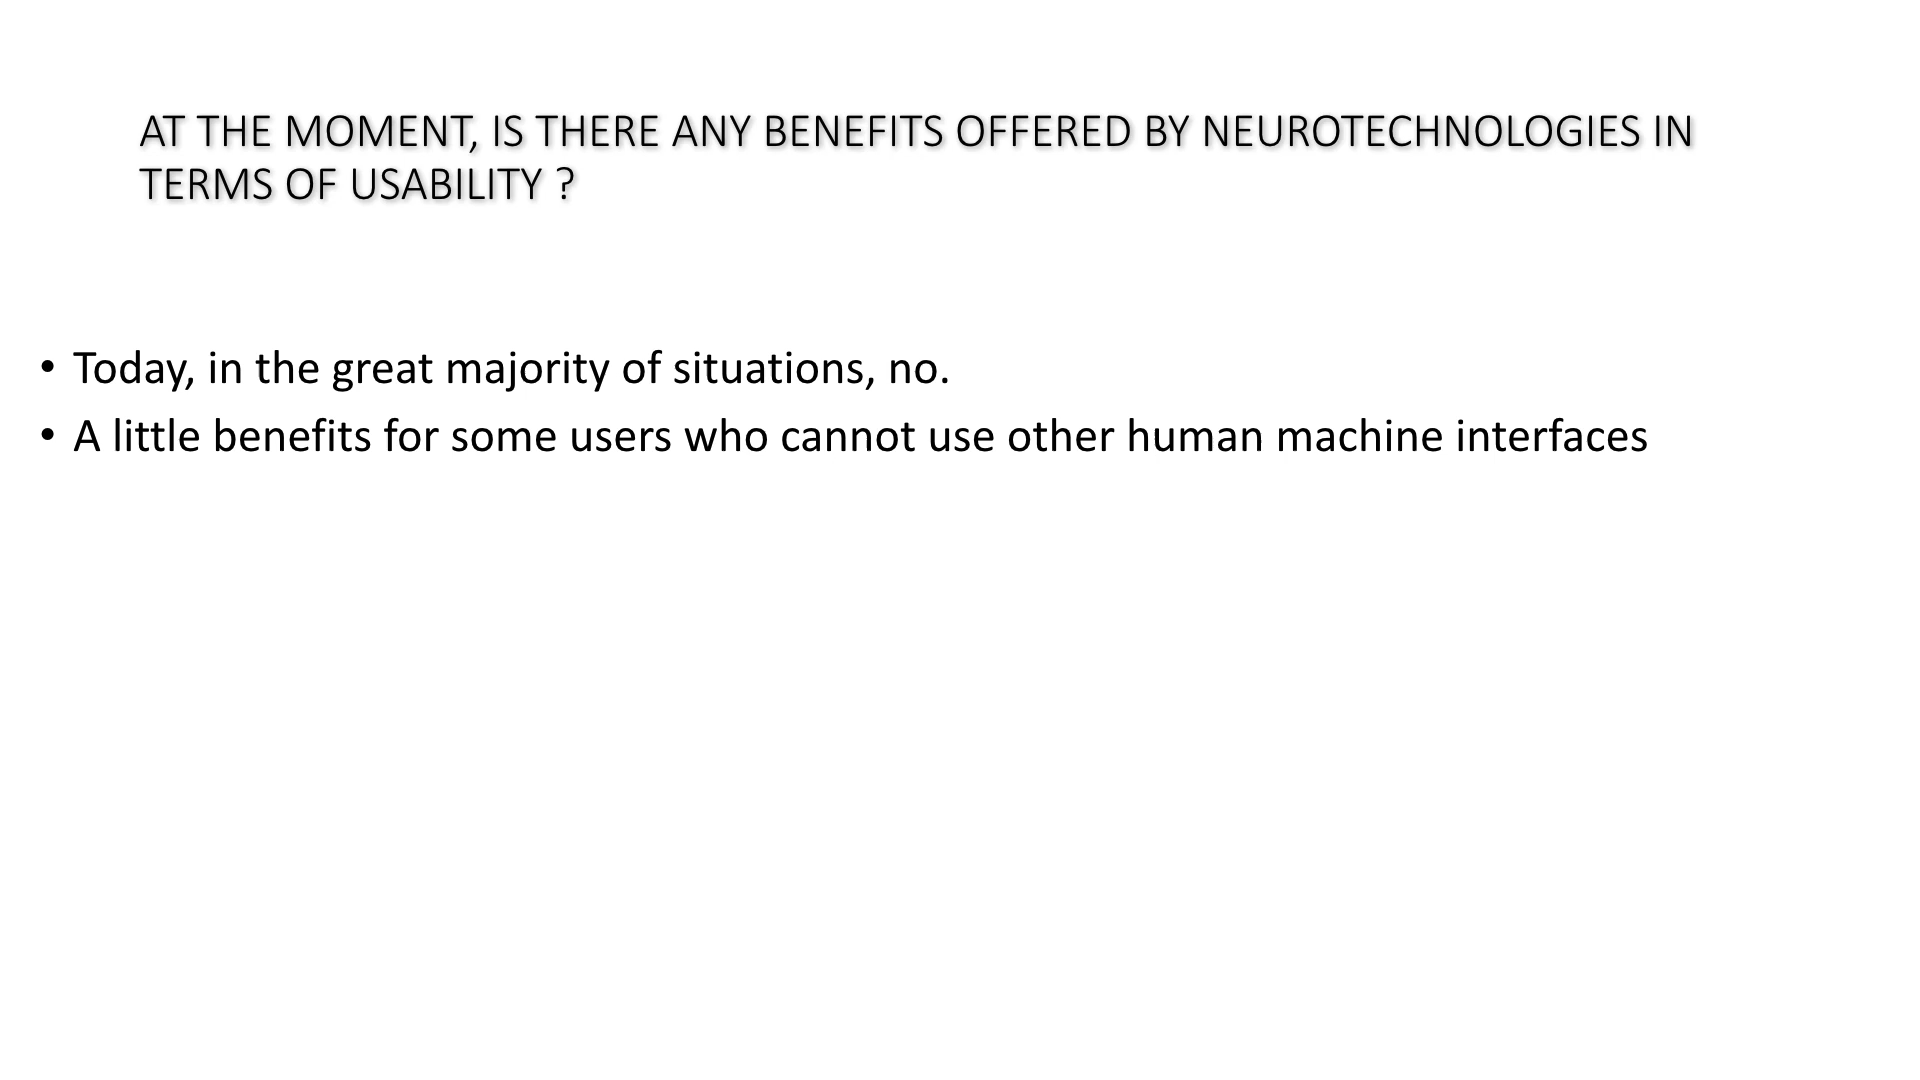 AT THE MOMENT, IS THERE ANY BENEFITS OFFERED BY NEUROTECHNOLOGIES IN
TERMS OF USABILITY ?
• Today, in the great majority of situations, no.
• A little benefits for some users who cannot use other human machine interfaces